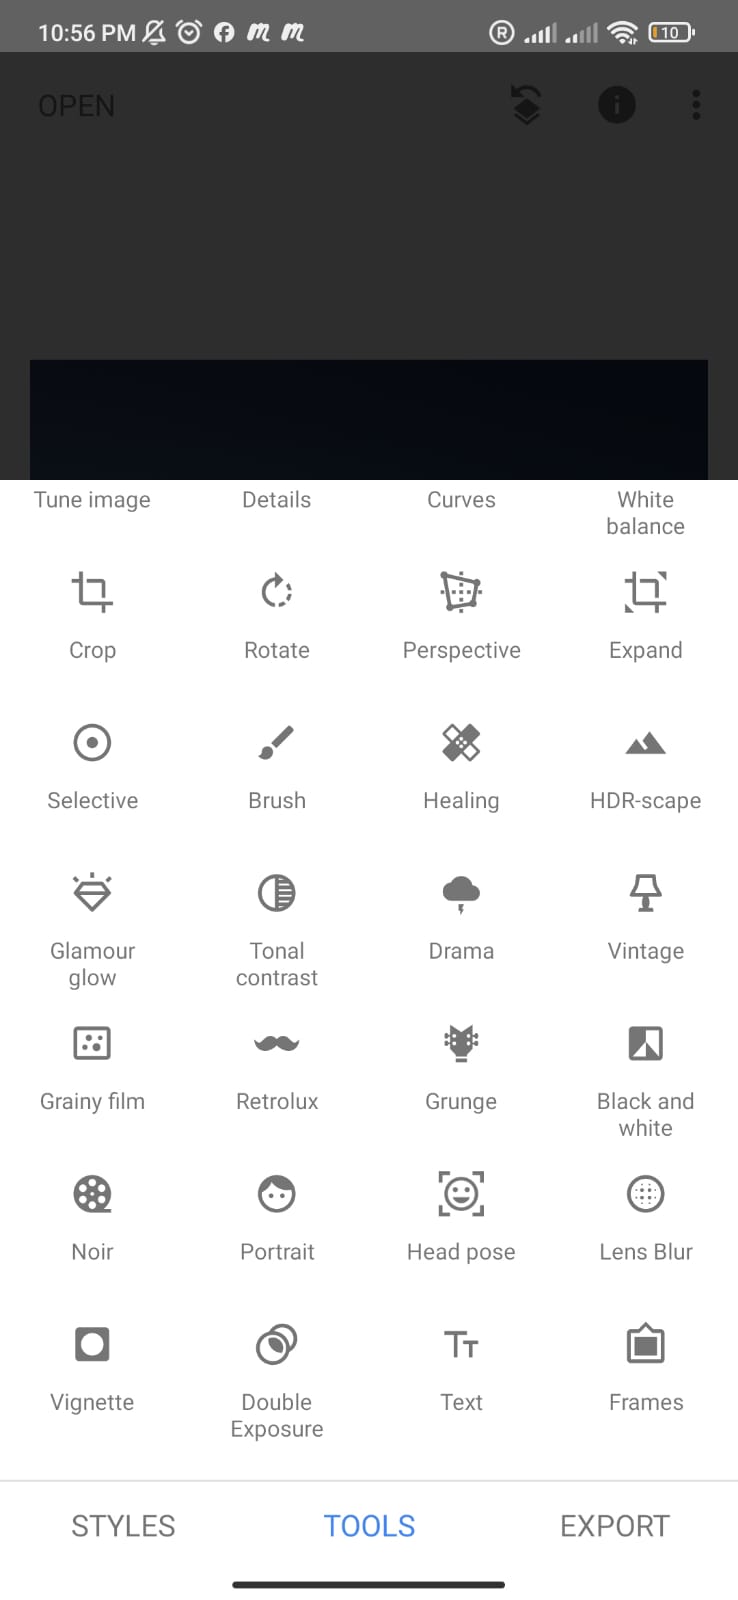 10:56 PM
10
OPEN
Tune image
Details
Curves
White
balance
Crop
Rotate
Perspective
Expand
Selective
Brush
Healing
HDR-scape
Glamour
glow
Tonal
contrast
Drama
Vintage
Grainy film
Retrolux
Grunge
Black and
white
Noir
Portrait
Head pose
Lens Blur
Vignette
Double
Exposure
Text
Frames
STYLES
TOOLS
EXPORT